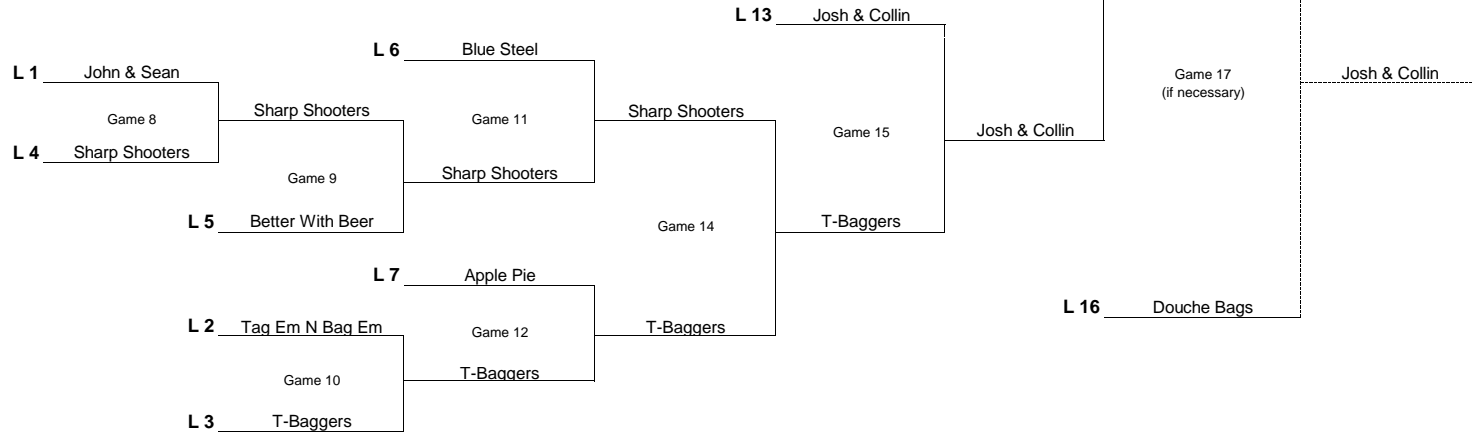 L 13 Josh & Collin
L 6 Blue Steel
L 1 John & Sean
Game 17
(if necessary)
Josh & Collin
Game 8
Sharp Shooters
Game 11
Sharp Shooters
Game 15
Josh & Collin
L 4 Sharp Shooters
Game 9
Sharp Shooters
L 5 Better With Beer
Game 14
T-Baggers
L 7 Apple Pie
L 16 Douche Bags
L 2 Tag Em N Bag Em
Game 12
T-Baggers
Game 10
T-Baggers
L 3 T-Baggers